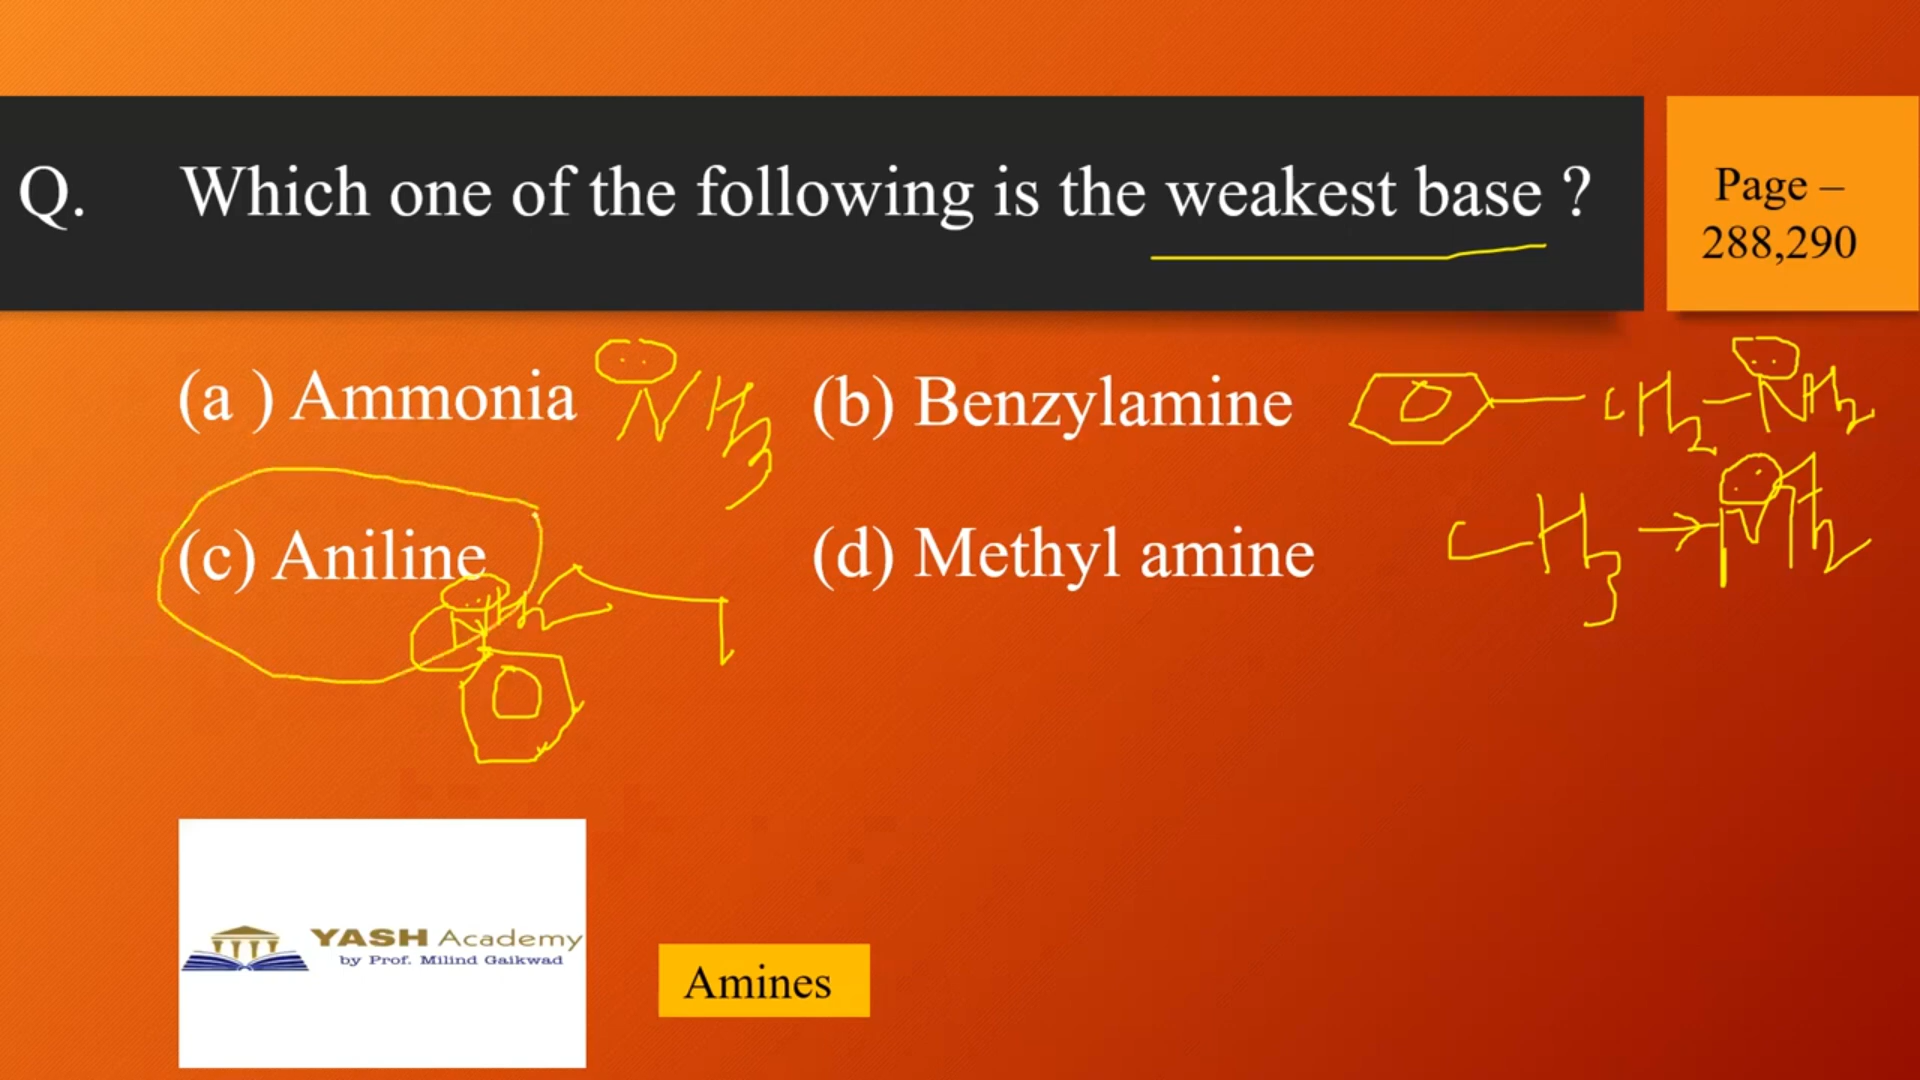 Q. Which one of the following is the weakest base ?
Page –
288,290
(a ) Ammonia NH3 (b) Benzylamine CH2-NH2
(c) Aniline (d) Methyl amine CH3 → NH2
NH2
YASH Academy
by Prof. Milind Gaikwad
Amines